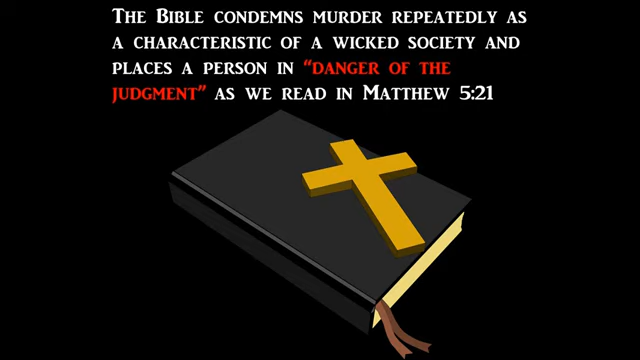 The Bible condemns murder repeatedly as
a characteristic of a wicked society and
places a person in “danger of the
judgment” as we read in Matthew 5:21